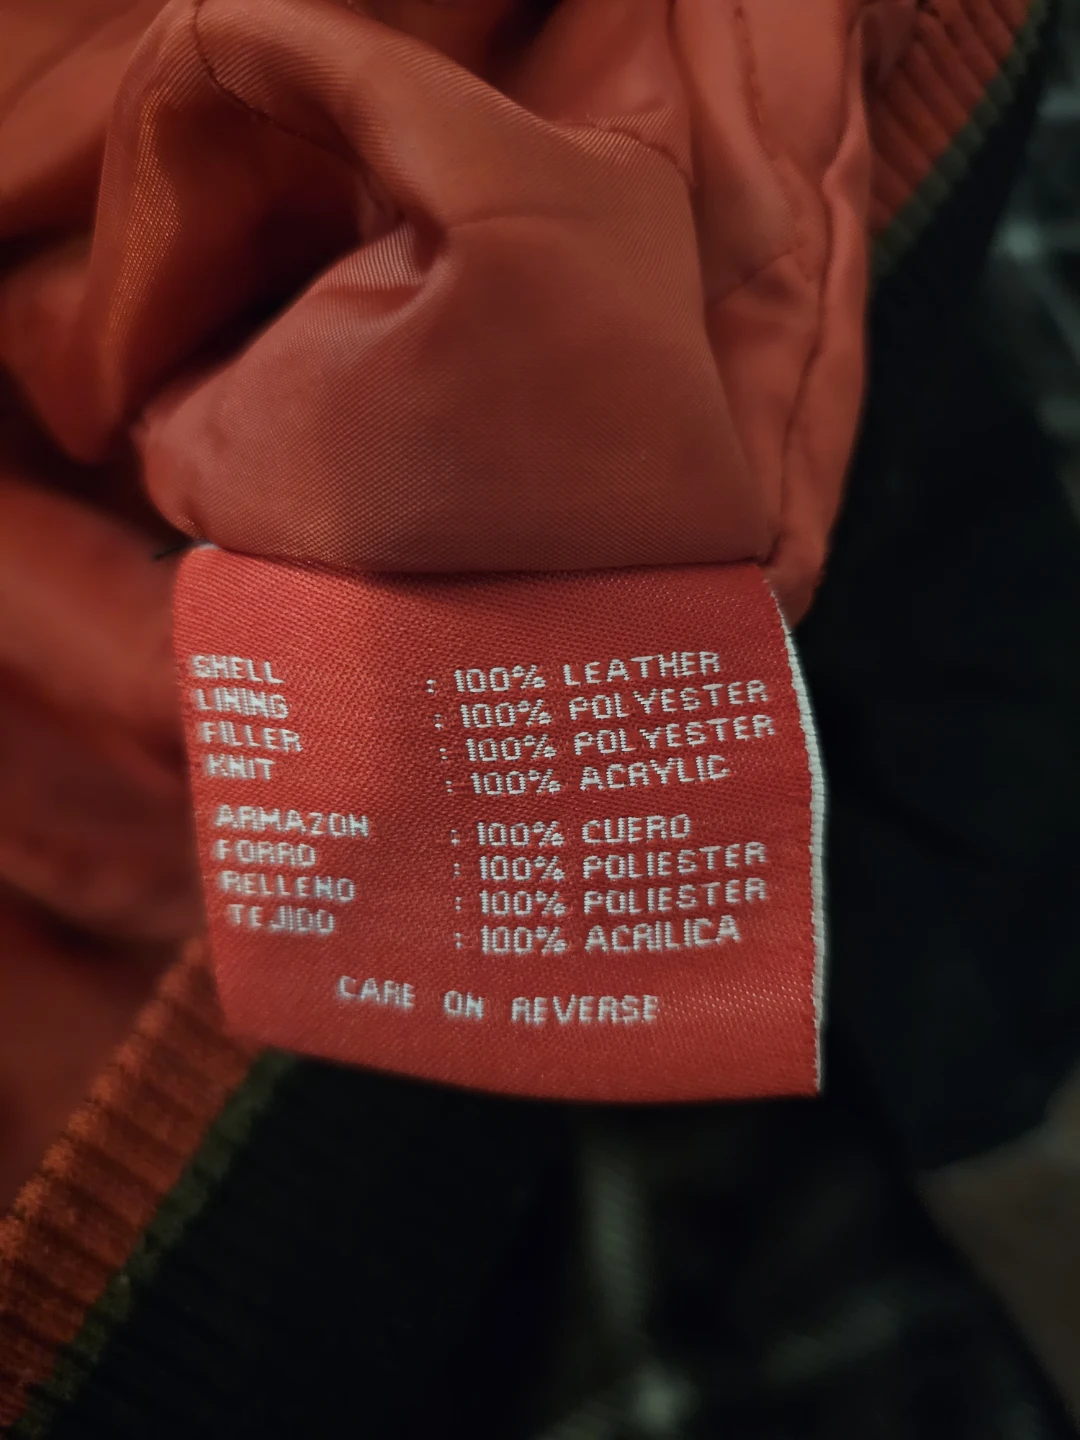 SHELL : 100% LEATHER
LINING : 100% POLYESTER
FILLER : 100% POLYESTER
KNIT : 100% ACRYLIC
ARMAZON : 100% CUERO
FORRO : 100% POLIESTER
RELLENO : 100% POLIESTER
TEJIDO : 100% ACRILICA
CARE ON REVERSE